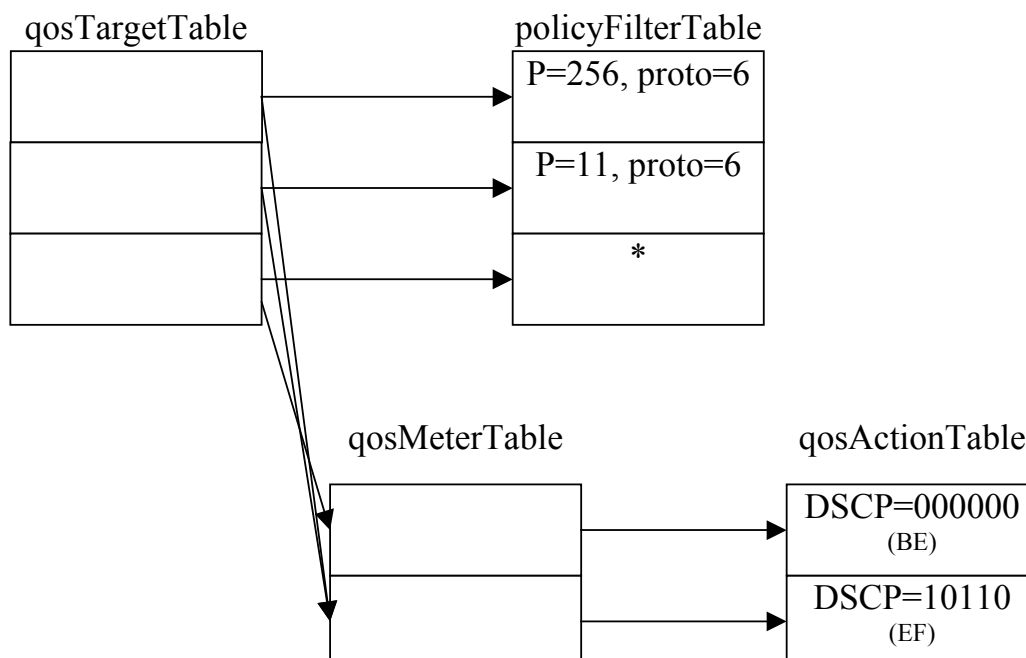 qosTargetTable
policyFilterTable
P=256, proto=6
P=11, proto=6
*
qosMeterTable
qosActionTable
DSCP=000000
(BE)
DSCP=10110
(EF)